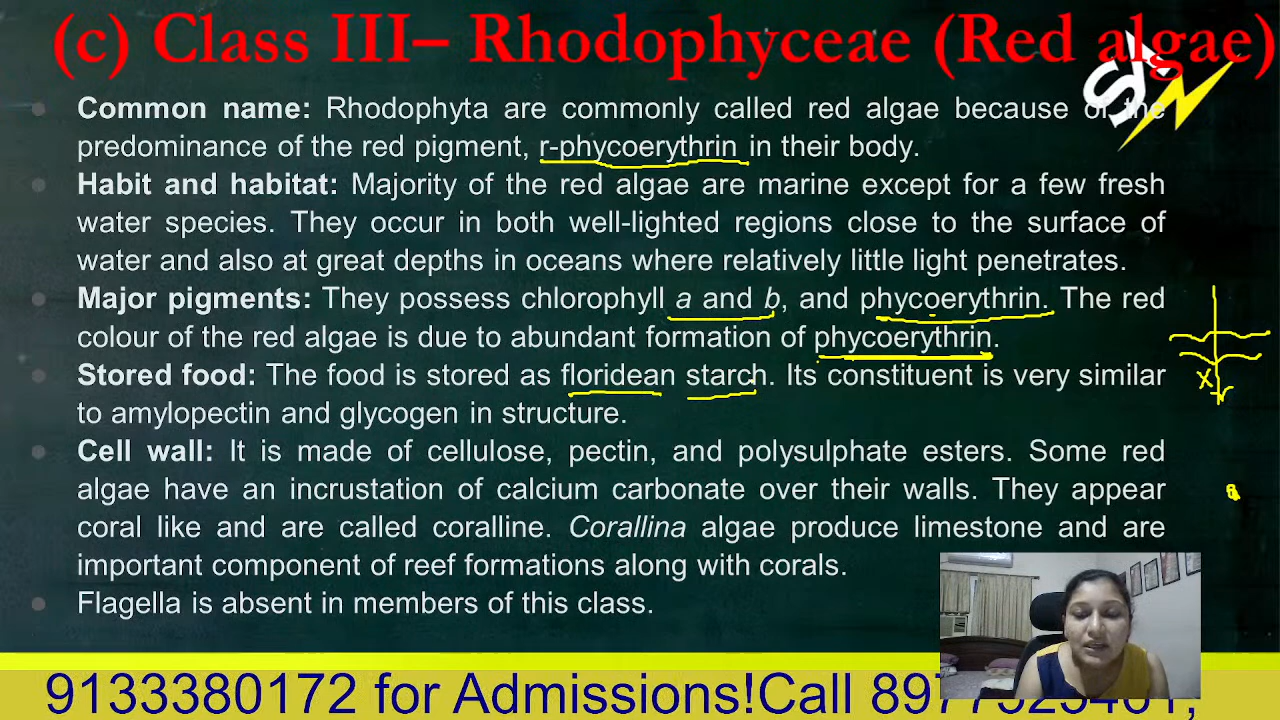 (c) Class III– Rhodophyceae (Red algae)
Common name: Rhodophyta are commonly called red algae because of the
predominance of the red pigment, r-phycoerythrin in their body.
Habit and habitat: Majority of the red algae are marine except for a few fresh
water species. They occur in both well-lighted regions close to the surface of
water and also at great depths in oceans where relatively little light penetrates.
Major pigments: They possess chlorophyll a and b, and phycoerythrin. The red
colour of the red algae is due to abundant formation of phycoerythrin.
Stored food: The food is stored as floridean starch. Its constituent is very similar
to amylopectin and glycogen in structure.
Cell wall: It is made of cellulose, pectin, and polysulphate esters. Some red
algae have an incrustation of calcium carbonate over their walls. They appear
coral like and are called coralline. Corallina algae produce limestone and are
important component of reef formations along with corals.
Flagella is absent in members of this class.
9133380172 for Admissions!Call